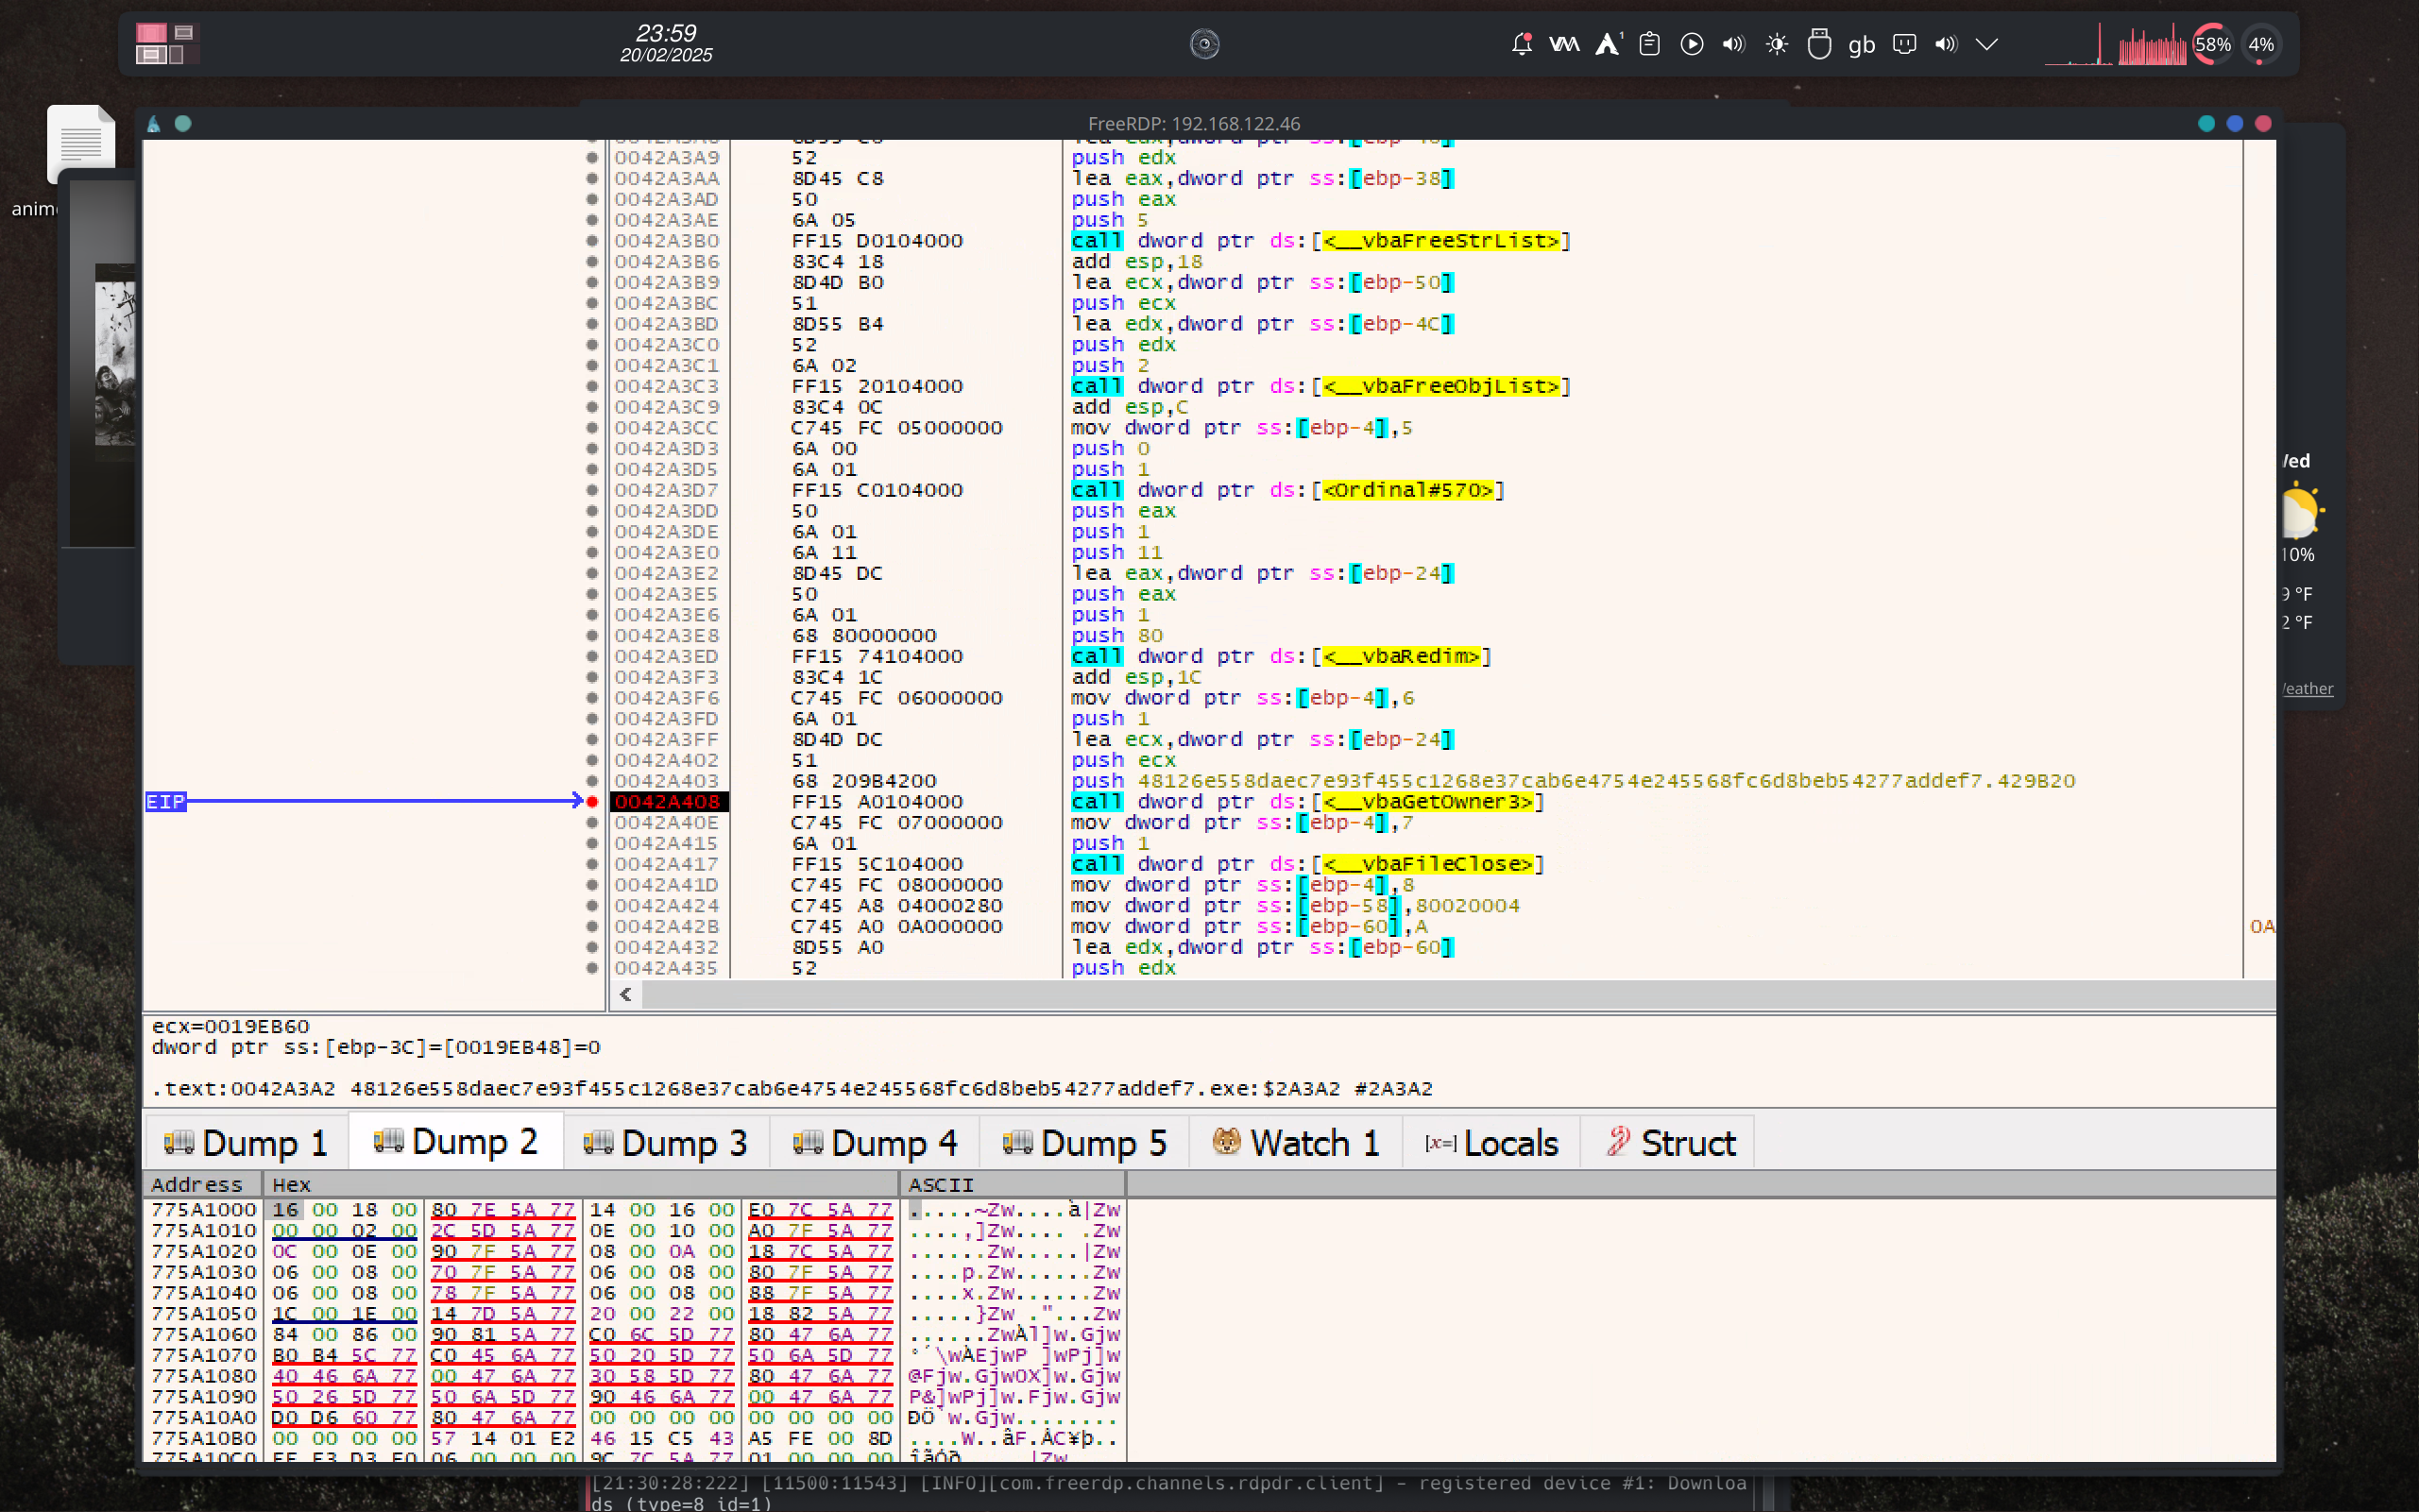 23:59
20/02/2025
1
gb
58%
4%
anim
FreeRDP: 192.168.122.46
0042A3A9 52 push edx
0042A3AA 8D45 C8 lea eax,dword ptr ss:[ebp-38]
0042A3AD 50 push eax
0042A3AE 6A 05 push 5
0042A3B0 FF15 D0104000 call dword ptr ds:[<__vbaFreeStrList>]
0042A3B6 83C4 18 add esp,18
0042A3B9 8D4D B0 lea ecx,dword ptr ss:[ebp-50]
0042A3BC 51 push ecx
0042A3BD 8D55 B4 lea edx,dword ptr ss:[ebp-4C]
0042A3C0 52 push edx
0042A3C1 6A 02 push 2
0042A3C3 FF15 20104000 call dword ptr ds:[<__vbaFreeObjList>]
0042A3C9 83C4 0C add esp,C
0042A3CC C745 FC 05000000 mov dword ptr ss:[ebp-4],5
0042A3D3 6A 00 push 0
0042A3D5 6A 01 push 1
0042A3D7 FF15 C0104000 call dword ptr ds:[<Ordinal#570>]
0042A3DD 50 push eax
0042A3DE 6A 01 push 1
0042A3E0 6A 11 push 11
0042A3E2 8D45 DC lea eax,dword ptr ss:[ebp-24]
0042A3E5 50 push eax
0042A3E6 6A 01 push 1
0042A3E8 68 80000000 push 80
0042A3ED FF15 74104000 call dword ptr ds:[<__vbaRedim>]
0042A3F3 83C4 1C add esp,1C
0042A3F6 C745 FC 06000000 mov dword ptr ss:[ebp-4],6
0042A3FD 6A 01 push 1
0042A3FF 8D4D DC lea ecx,dword ptr ss:[ebp-24]
0042A402 51 push ecx
0042A403 68 209B4200 push 48126e558daec7e93f455c1268e37cab6e4754e245568fc6d8beb54277addef7.429B20
EIP 0042A408 FF15 A0104000 call dword ptr ds:[<__vbaGetOwner3>]
0042A40E C745 FC 07000000 mov dword ptr ss:[ebp-4],7
0042A415 6A 01 push 1
0042A417 FF15 5C104000 call dword ptr ds:[<__vbaFileClose>]
0042A41D C745 FC 08000000 mov dword ptr ss:[ebp-4],8
0042A424 C745 A8 04000280 mov dword ptr ss:[ebp-58],80020004
0042A42B C745 A0 0A000000 mov dword ptr ss:[ebp-60],A 0A
0042A432 8D55 A0 lea edx,dword ptr ss:[ebp-60]
0042A435 52 push edx
ecx=0019EB60
dword ptr ss:[ebp-3C]=[0019EB48]=0
.text:0042A3A2 48126e558daec7e93f455c1268e37cab6e4754e245568fc6d8beb54277addef7.exe:$2A3A2 #2A3A2
Dump 1 Dump 2 Dump 3 Dump 4 Dump 5 Watch 1 [x=] Locals Struct
Address Hex ASCII
775A1000 16 00 18 00 80 7E 5A 77 14 00 16 00 E0 7C 5A 77 .....~Zw....à|Zw
775A1010 00 00 02 00 2C 5D 5A 77 0E 00 10 00 A0 7F 5A 77 ....,]Zw.... .Zw
775A1020 0C 00 0E 00 90 7F 5A 77 08 00 0A 00 18 7C 5A 77 ......Zw.....|Zw
775A1030 06 00 08 00 70 7F 5A 77 06 00 08 00 80 7F 5A 77 ....p.Zw......Zw
775A1040 06 00 08 00 78 7F 5A 77 06 00 08 00 88 7F 5A 77 ....x.Zw......Zw
775A1050 1C 00 1E 00 14 7D 5A 77 20 00 22 00 18 82 5A 77 .....}Zw ."...Zw
775A1060 84 00 86 00 90 81 5A 77 C0 6C 5D 77 80 47 6A 77 ......ZwÀl]w.Gjw
775A1070 B0 B4 5C 77 C0 45 6A 77 50 20 5D 77 50 6A 5D 77 °´\wÀEjwP ]wPj]w
775A1080 40 46 6A 77 00 47 6A 77 30 58 5D 77 80 47 6A 77 @Fjw.Gjw0X]w.Gjw
775A1090 50 26 5D 77 50 6A 5D 77 90 46 6A 77 00 47 6A 77 P&]wPj]w.Fjw.Gjw
775A10A0 D0 D6 60 77 80 47 6A 77 00 00 00 00 00 00 00 00 ÐÖ`w.Gjw........
775A10B0 00 00 00 00 57 14 01 E2 46 15 C5 43 A5 FE 00 8D ....W..âF.ÅC¥þ..
Wed
10%
9 °F
2 °F
Weather
[21:30:28:222] [11500:11543] [INFO][com.freerdp.channels.rdpdr.client] - registered device #1: Downloa
ds (type=8 id=1)